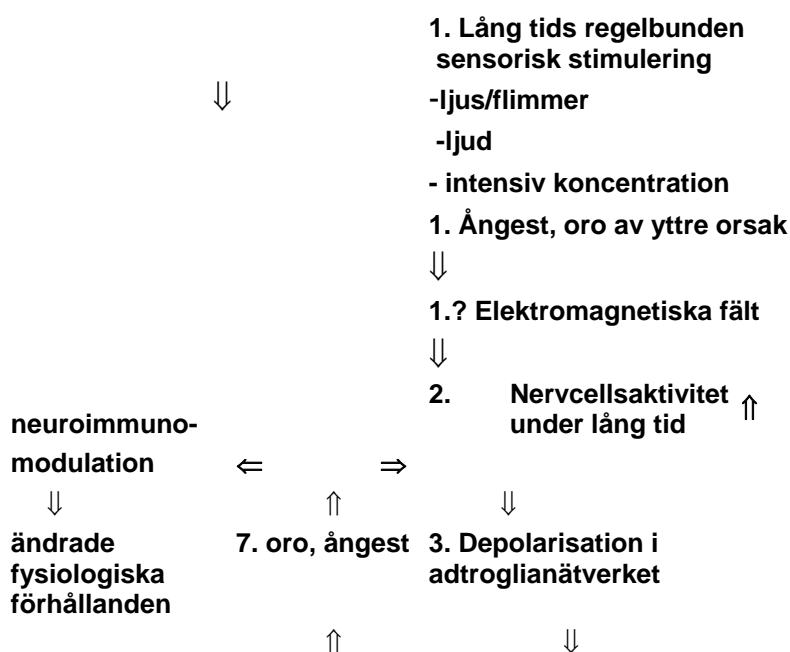 1. Lång tids regelbunden
sensorisk stimulering
⇓ -ljus/flimmer
-ljud
- intensiv koncentration
1. Ångest, oro av yttre orsak
⇓
1.? Elektromagnetiska fält
⇓
2. Nervcellsaktivitet ⇑
neuroimmuno- under lång tid
modulation ⇐ ⇒
⇓ ⇑ ⇓
ändrade 7. oro, ångest 3. Depolarisation i
fysiologiska adtroglianätverket
förhållanden
⇑ ⇓